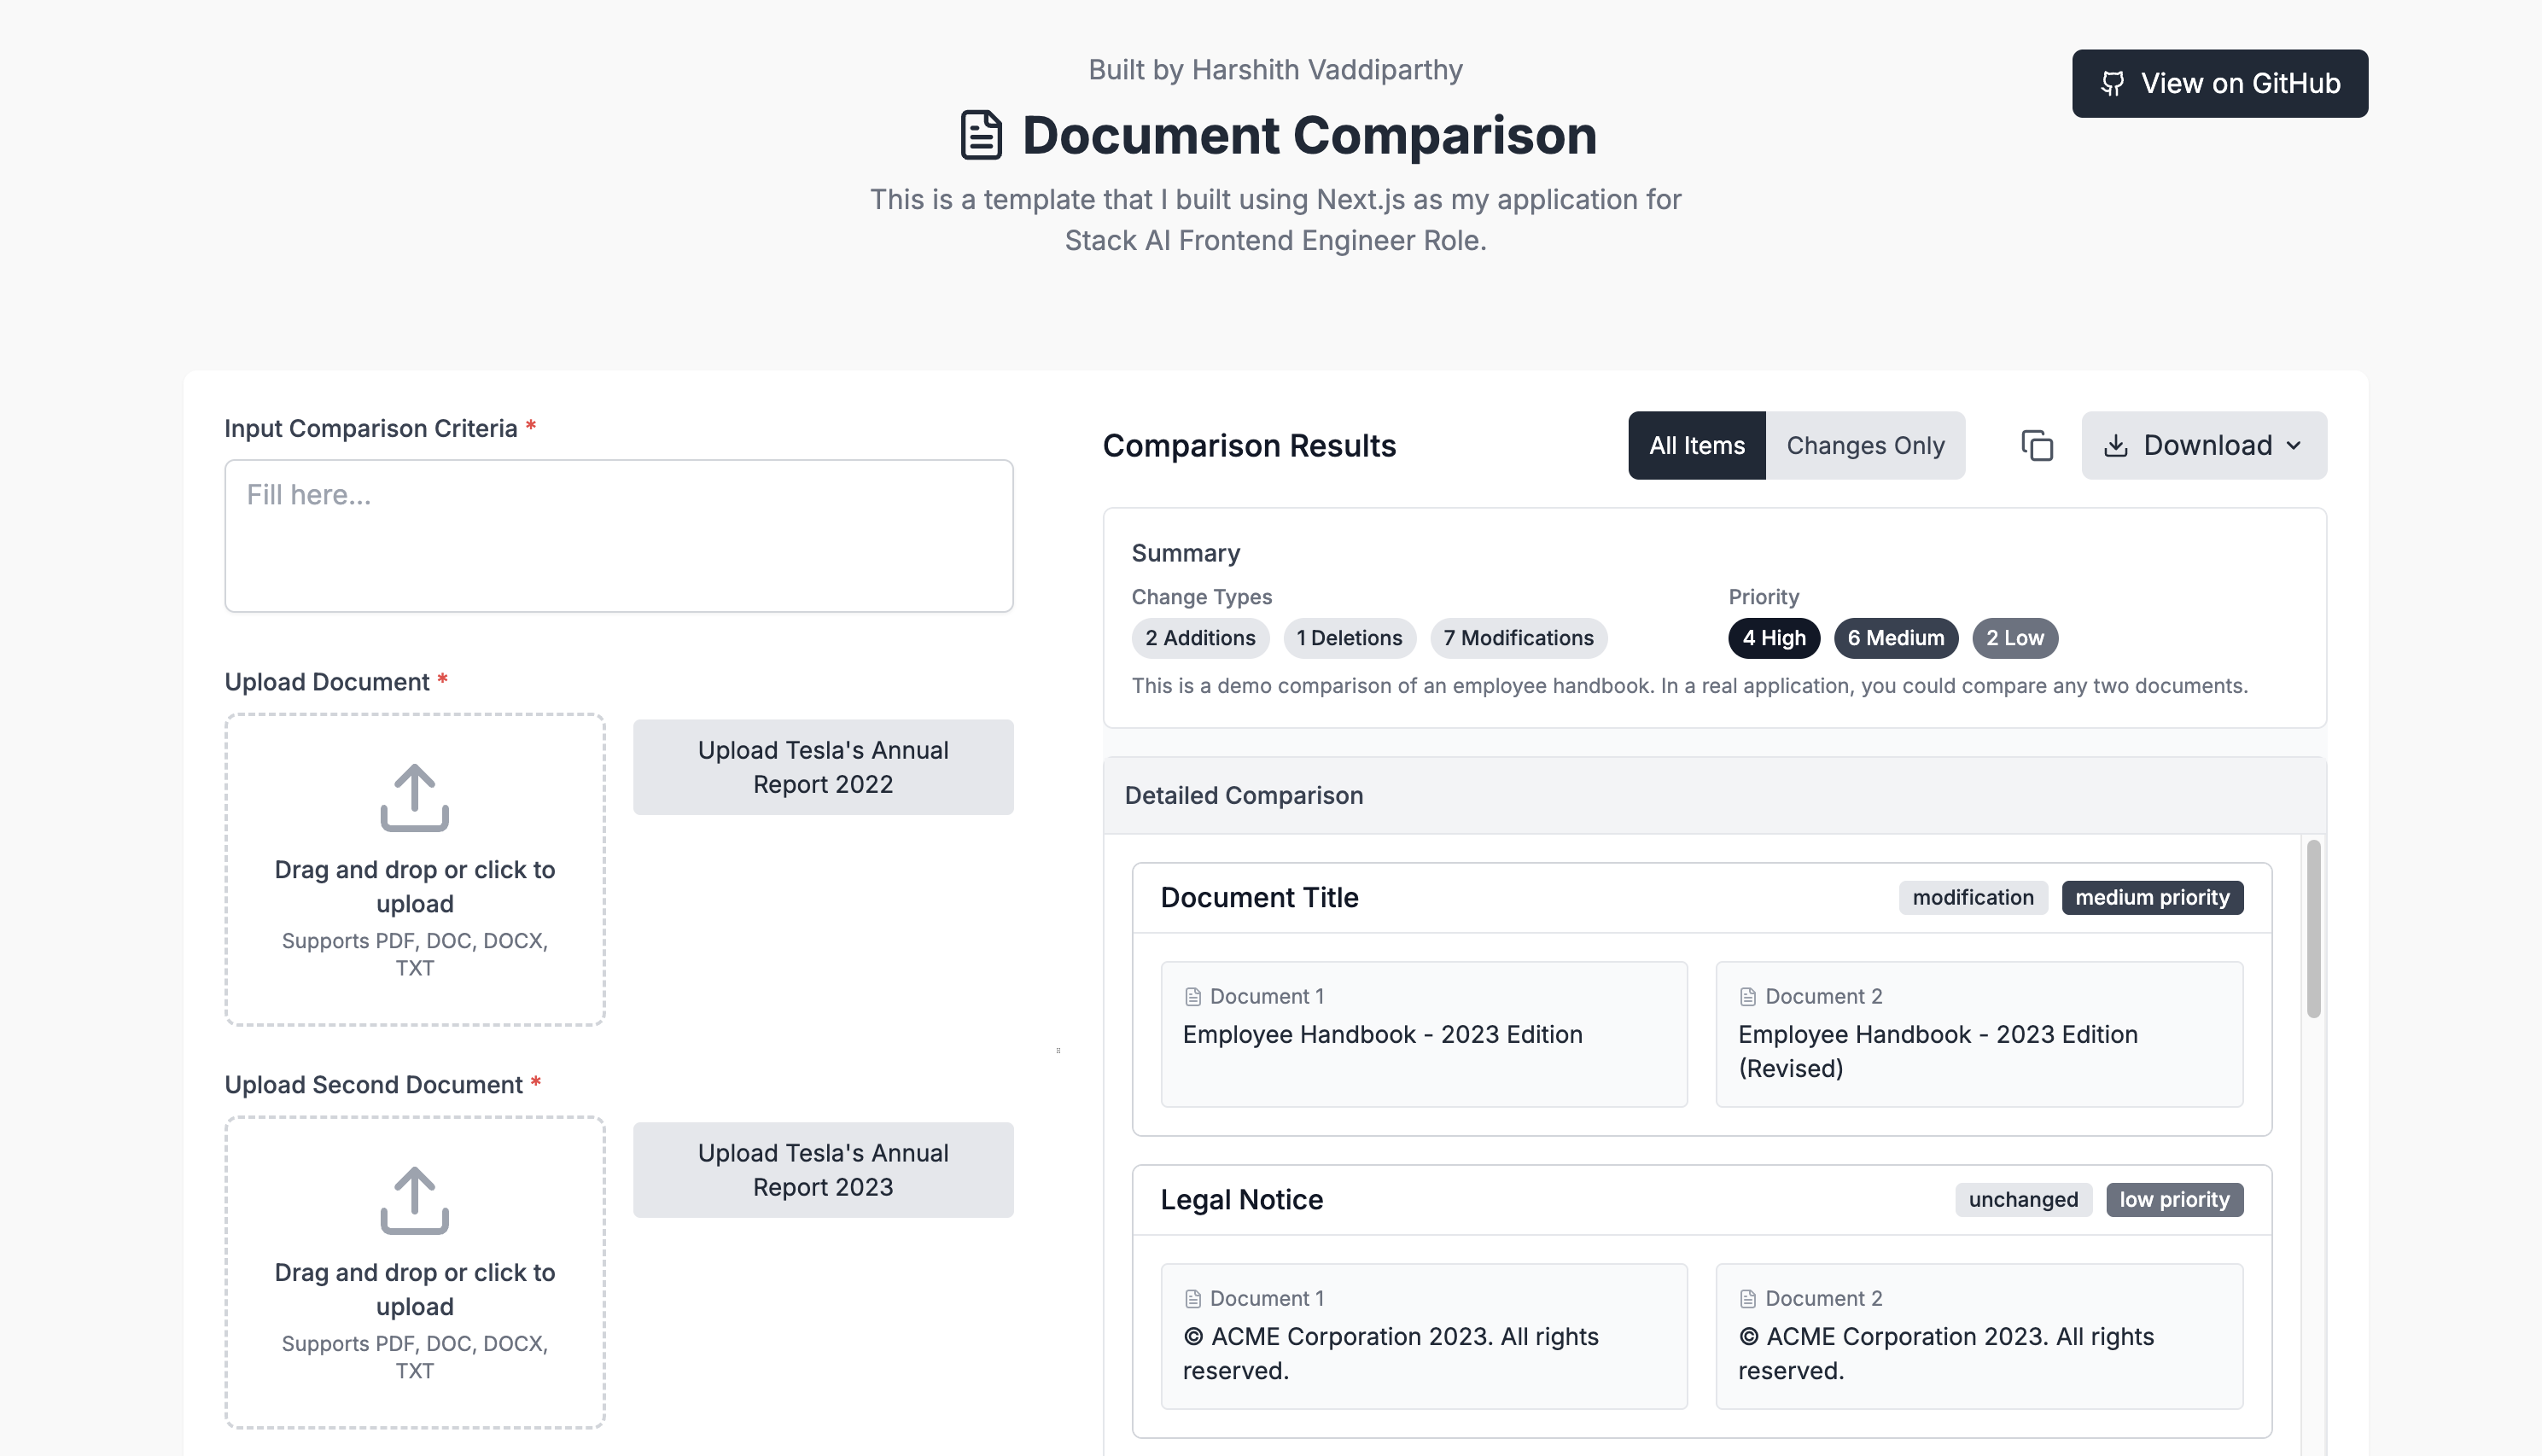 Built by Harshith Vaddiparthy
View on GitHub
Document Comparison
This is a template that I built using Next.js as my application for
Stack AI Frontend Engineer Role.
Input Comparison Criteria *
Fill here...
Upload Document *
Drag and drop or click to
upload
Supports PDF, DOC, DOCX,
TXT
Upload Tesla's Annual
Report 2022
Upload Second Document *
Drag and drop or click to
upload
Supports PDF, DOC, DOCX,
TXT
Upload Tesla's Annual
Report 2023
Comparison Results
All Items
Changes Only
Download
Summary
Change Types
2 Additions
1 Deletions
7 Modifications
Priority
4 High
6 Medium
2 Low
This is a demo comparison of an employee handbook. In a real application, you could compare any two documents.
Detailed Comparison
Document Title
modification
medium priority
Document 1
Employee Handbook - 2023 Edition
Document 2
Employee Handbook - 2023 Edition
(Revised)
Legal Notice
unchanged
low priority
Document 1
© ACME Corporation 2023. All rights
reserved.
Document 2
© ACME Corporation 2023. All rights
reserved.